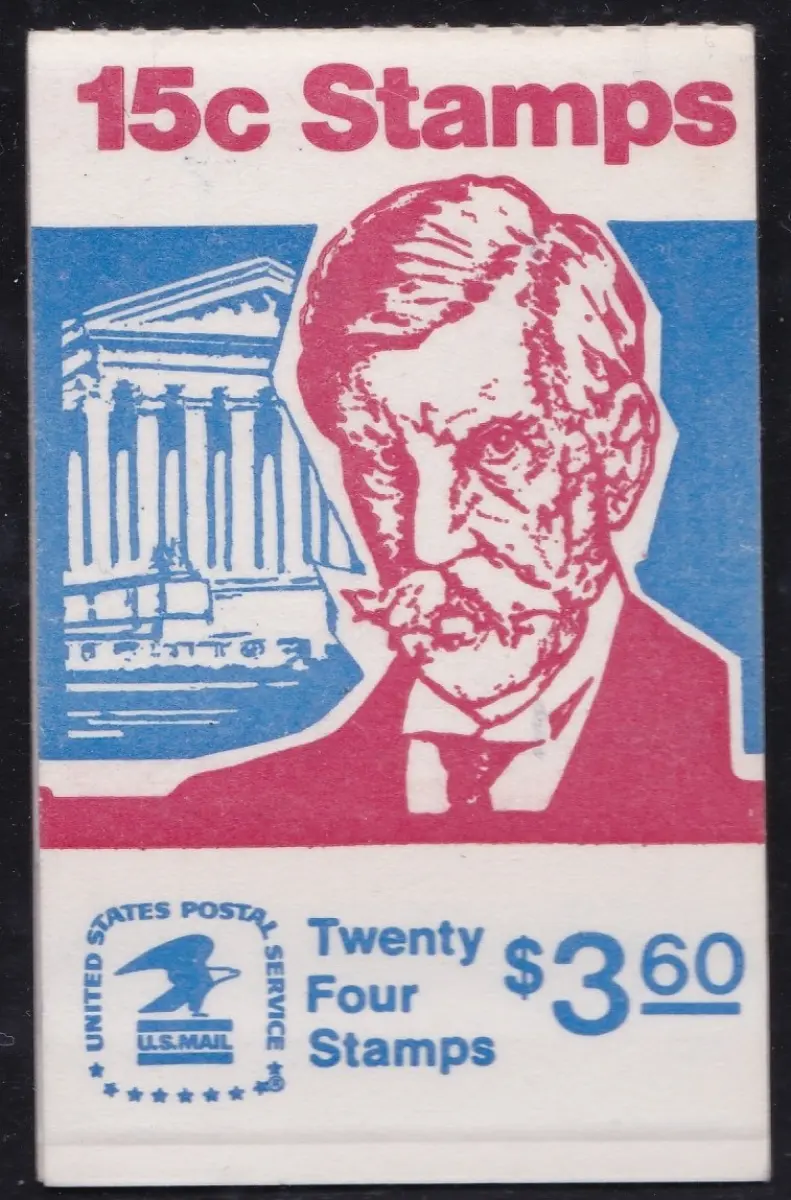 15c Stamps
UNITED STATES POSTAL SERVICE
U.S.MAIL
®
Twenty
Four
Stamps
$3.60